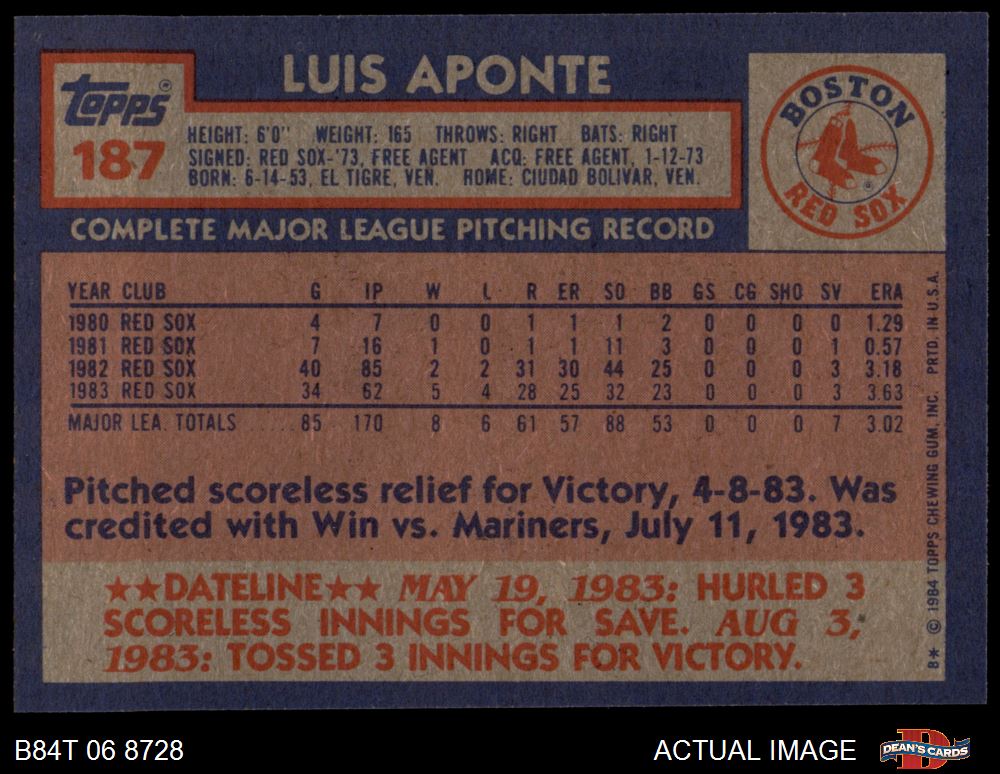 LUIS APONTE
Topps®
187
HEIGHT: 6'0" WEIGHT: 165 THROWS: RIGHT BATS: RIGHT
SIGNED: RED SOX-'73, FREE AGENT ACQ: FREE AGENT, 1-12-73
BORN: 6-14-53, EL TIGRE, VEN. HOME: CIUDAD BOLIVAR, VEN.
BOSTON
RED SOX
COMPLETE MAJOR LEAGUE PITCHING RECORD
YEAR CLUB G IP W L R ER SO BB GS CG SHO SV ERA
1980 RED SOX 4 7 0 0 1 1 1 2 0 0 0 0 1.29
1981 RED SOX 7 16 1 0 1 1 11 3 0 0 0 1 0.57
1982 RED SOX 40 85 2 2 31 30 44 25 0 0 0 3 3.18
1983 RED SOX 34 62 5 4 28 25 32 23 0 0 0 3 3.63
MAJOR LEA. TOTALS .....85 170 8 6 61 57 88 53 0 0 0 7 3.02
Pitched scoreless relief for Victory, 4-8-83. Was
credited with Win vs. Mariners, July 11, 1983.
★★DATELINE★★ MAY 19, 1983: HURLED 3
SCORELESS INNINGS FOR SAVE. AUG 3,
1983: TOSSED 3 INNINGS FOR VICTORY.
B* © 1984 TOPPS CHEWING GUM, INC. PRTD. IN U.S.A.
B84T 06 8728
ACTUAL IMAGE
DEAN'S CARDS